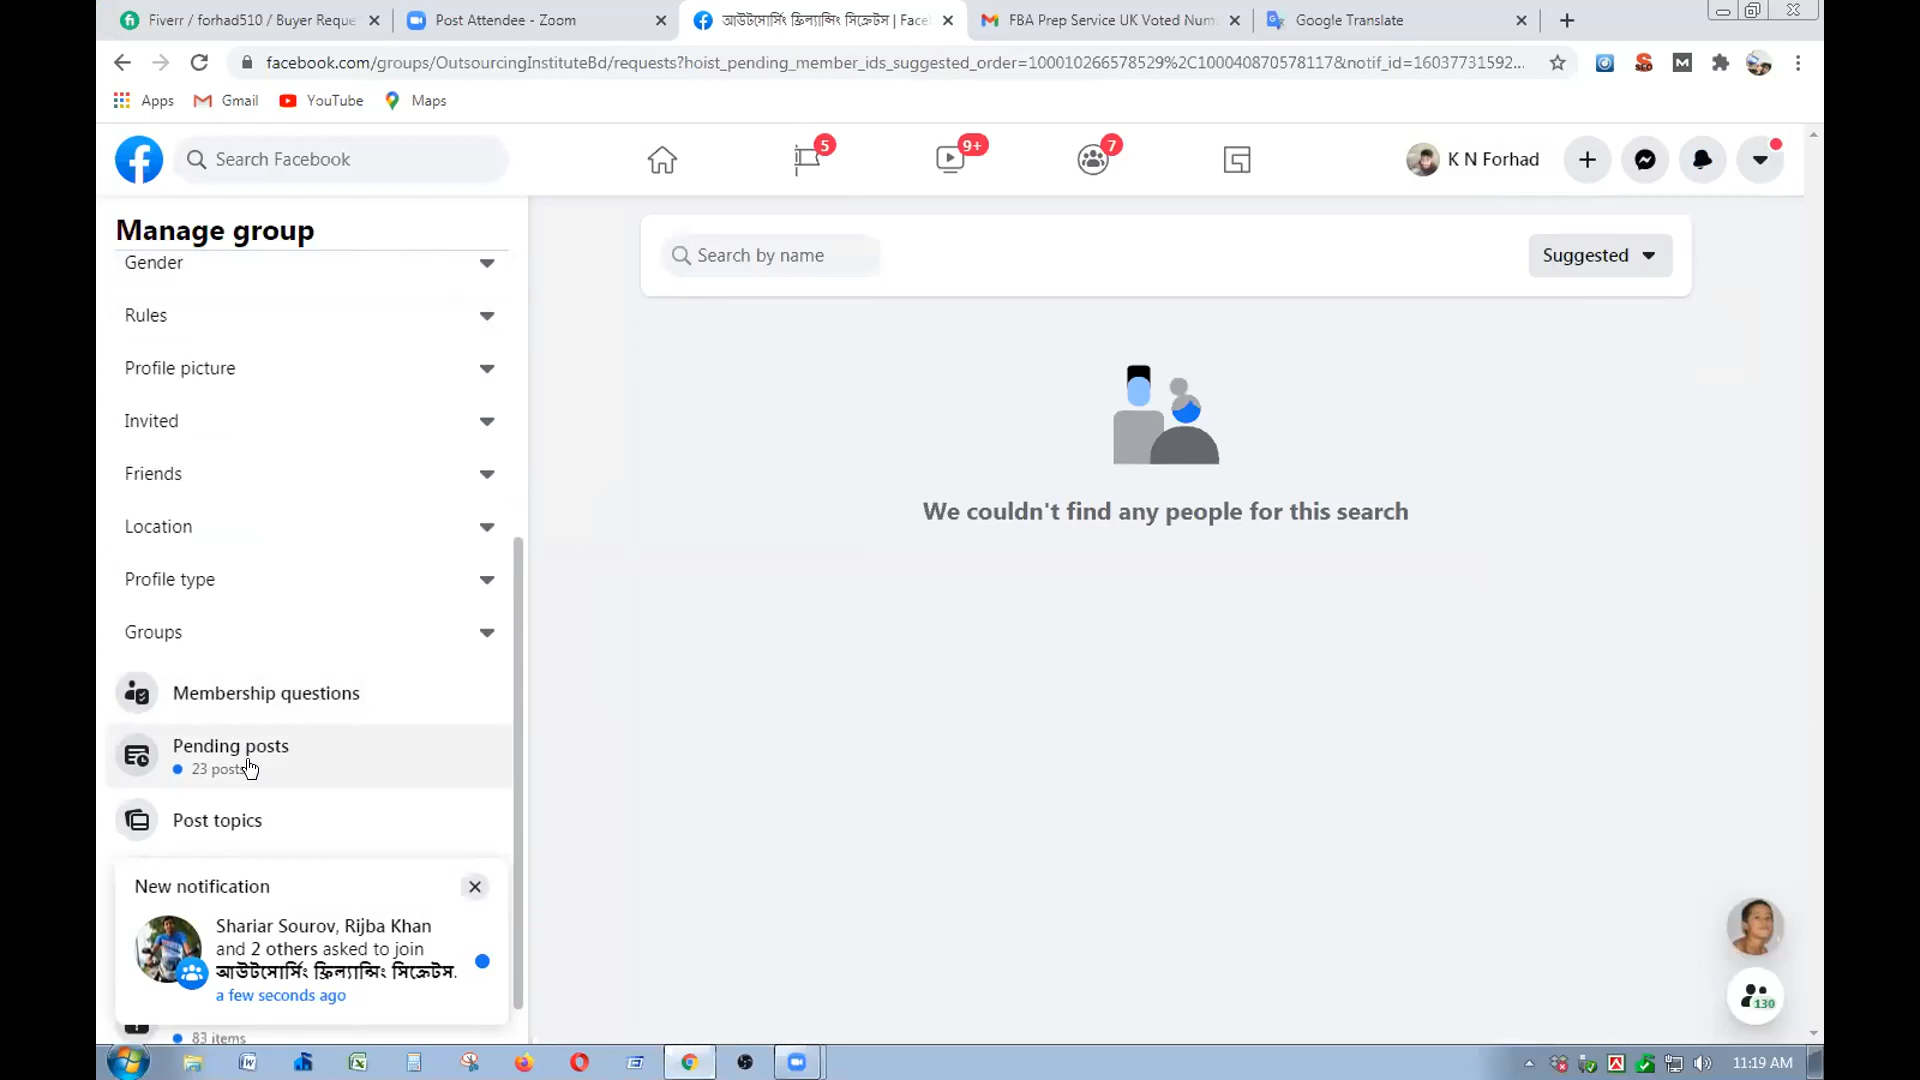 Fiverr / forhad510 / Buyer Reque
Post Attendee - Zoom
আউটসোর্সিং ফ্রিল্যান্সিং সিক্রেটস | Face
FBA Prep Service UK Voted Num
Google Translate
facebook.com/groups/OutsourcingInstituteBd/requests?hoist_pending_member_ids_suggested_order=100010266578529%2C100040870578117&notif_id=16037731592...
Apps
Gmail
YouTube
Maps
Search Facebook
5
9+
7
K N Forhad
Manage group
Gender
Rules
Profile picture
Invited
Friends
Location
Profile type
Groups
Membership questions
Pending posts
23 posts
Post topics
New notification
Shariar Sourov, Rijba Khan
and 2 others asked to join
আউটসোর্সিং ফ্রিল্যান্সিং সিক্রেটস.
a few seconds ago
83 items
Search by name
Suggested
We couldn't find any people for this search
130
11:19 AM